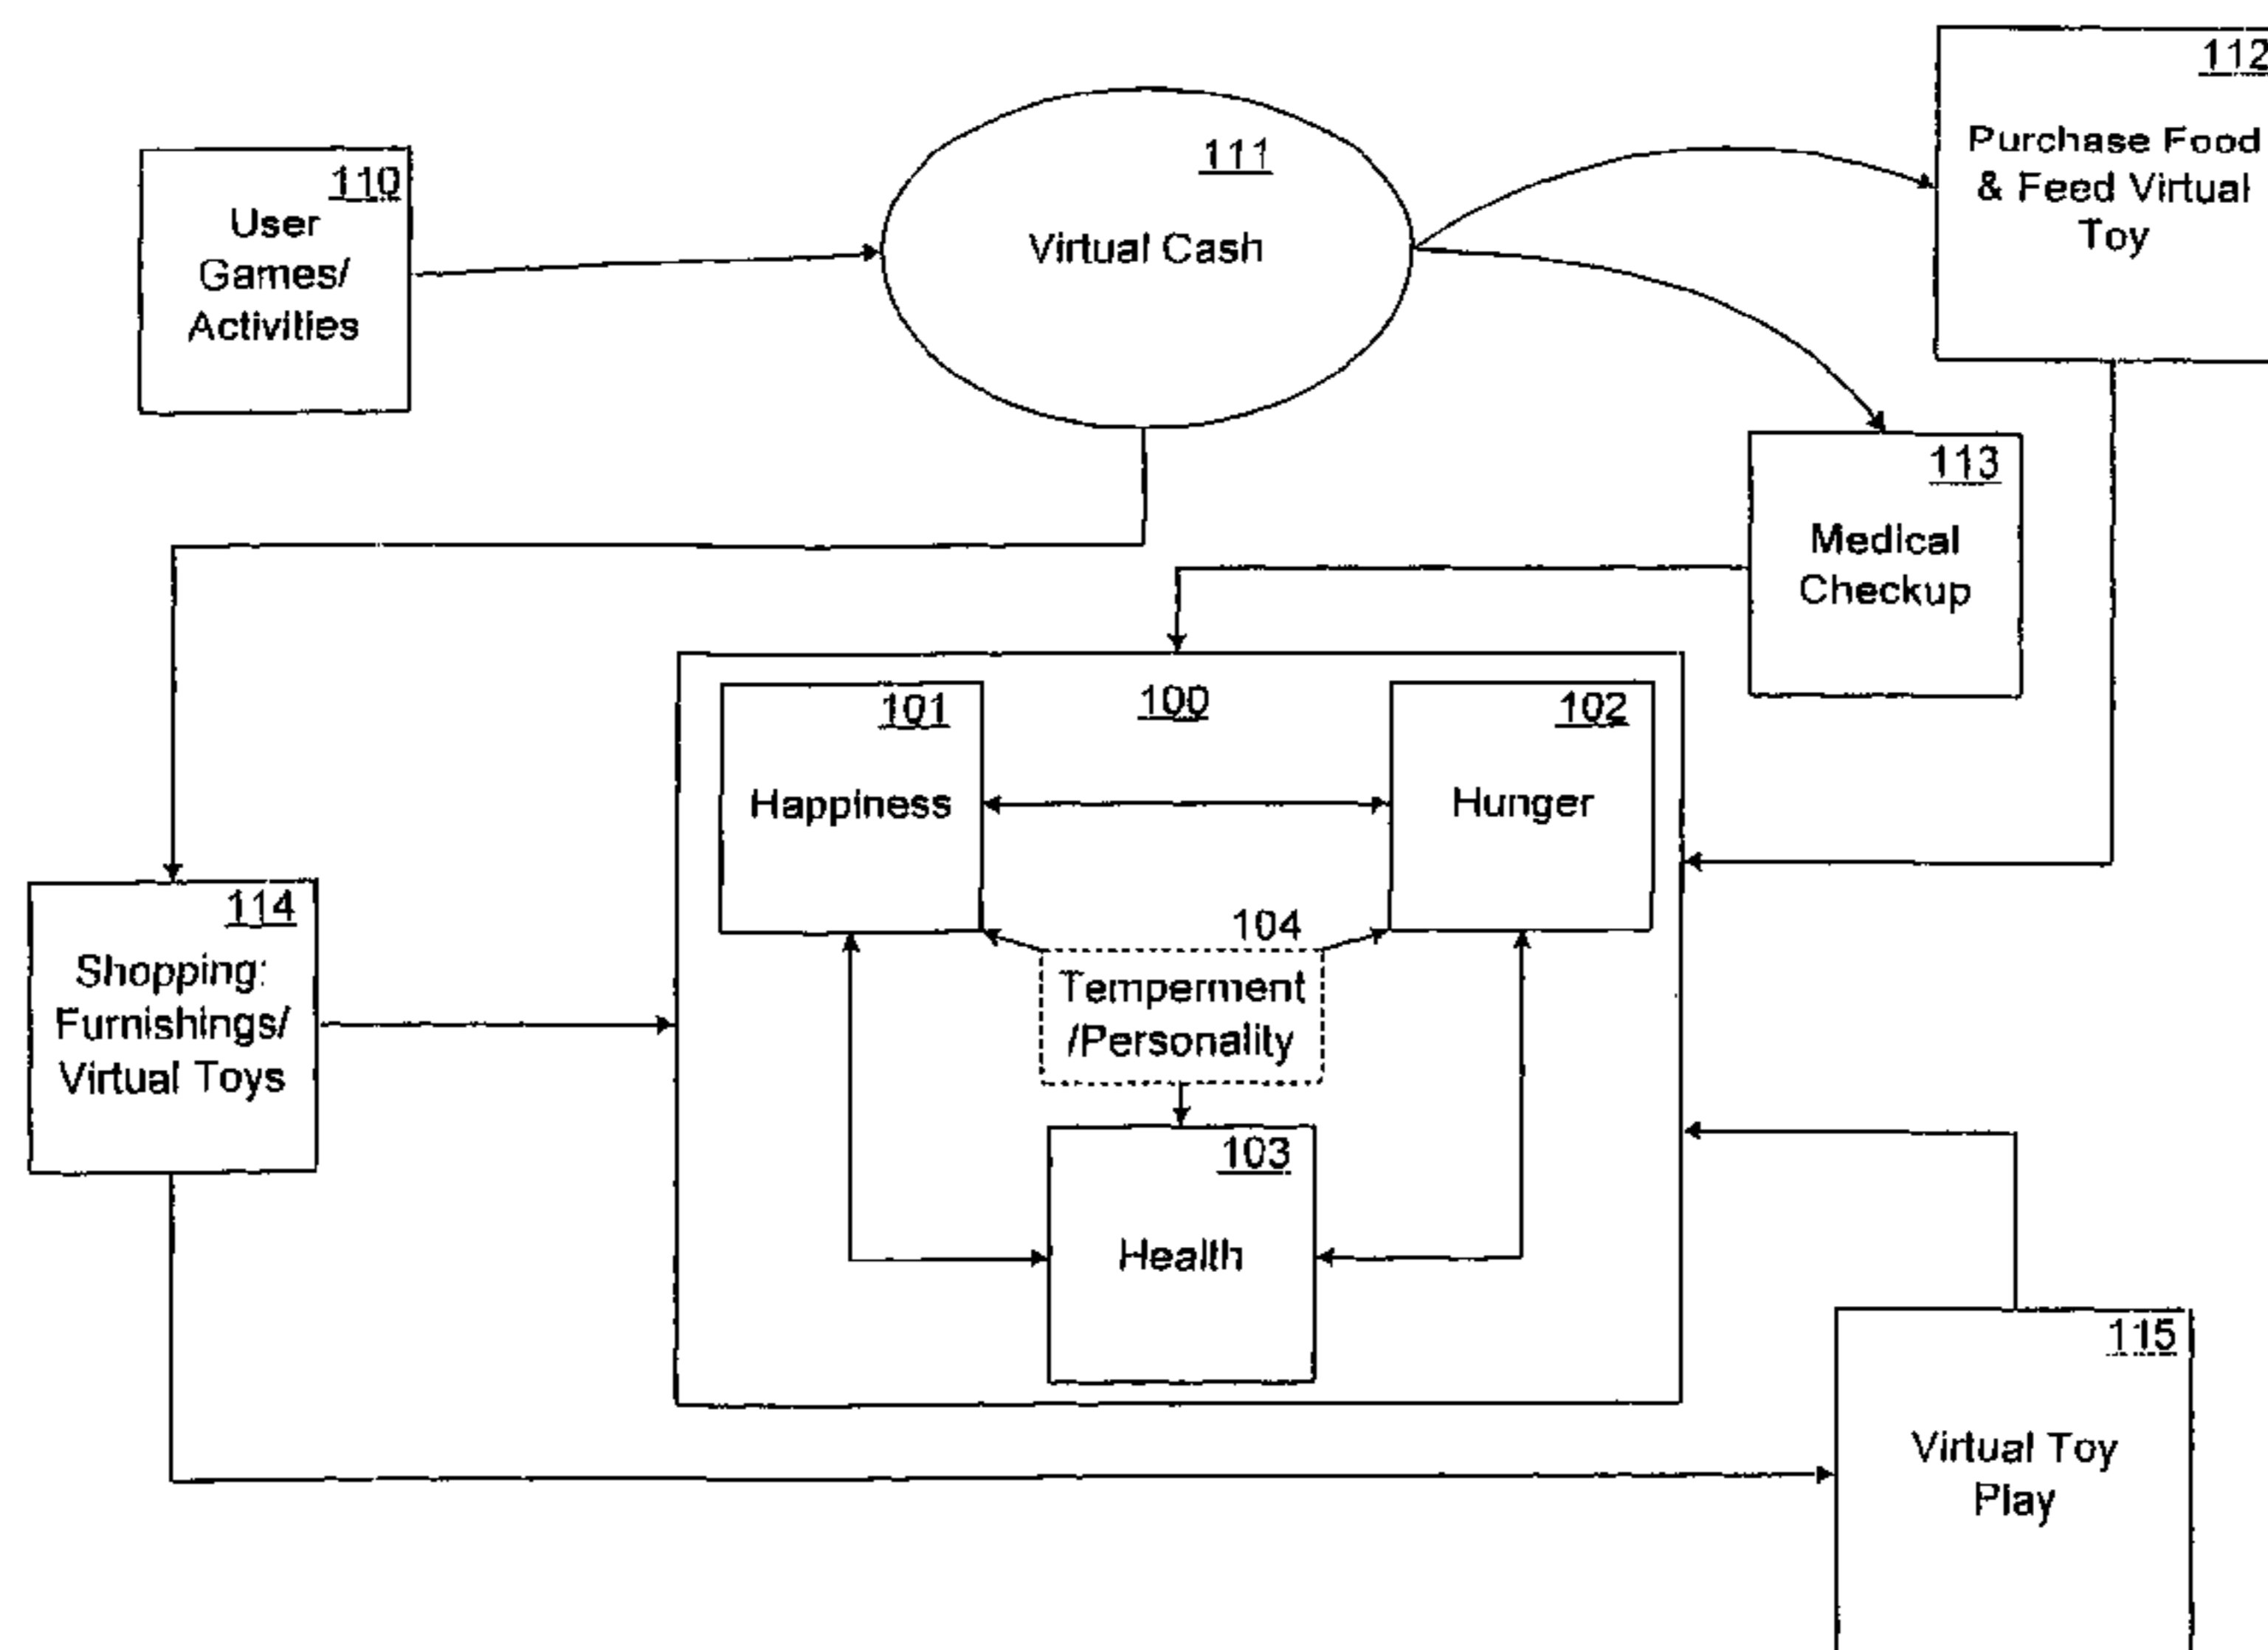 112
Purchase Food
& Feed Virtual
Toy
111
Virtual Cash
110
User
Games/
Activities
113
Medical
Checkup
100
101
Happiness
102
Hunger
104
Temperment
/Personality
103
Health
114
Shopping:
Furnishings/
Virtual Toys
115
Virtual Toy
Play